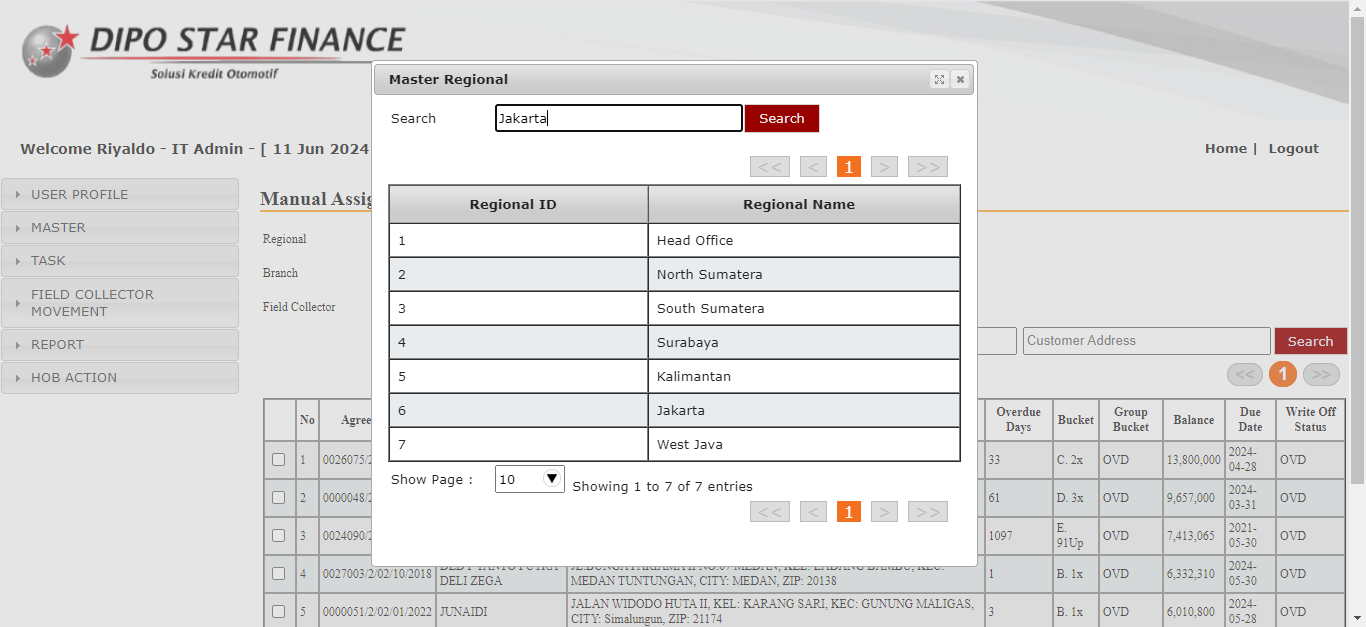 DIPO STAR FINANCE
Solusi Kredit Otomotif
Welcome Riyaldo - IT Admin - [ 11 Jun 2024
Home | Logout
USER PROFILE
MASTER
TASK
FIELD COLLECTOR
MOVEMENT
REPORT
HOB ACTION
Manual Assig
Regional
Branch
Field Collector
Master Regional
Search Jakarta Search
<< < 1 > >>
Regional ID Regional Name
1 Head Office
2 North Sumatera
3 South Sumatera
4 Surabaya
5 Kalimantan
6 Jakarta
7 West Java
Show Page : 10 Showing 1 to 7 of 7 entries
<< < 1 > >>
Customer Address Search
<< 1 >>
No Agree Overdue Days Bucket Group Bucket Balance Due Date Write Off Status
1 0026075/2 33 C. 2x OVD 13,800,000 2024-04-28 OVD
2 0000048/2 61 D. 3x OVD 9,657,000 2024-03-31 OVD
3 0024090/2 1097 E. 91Up OVD 7,413,065 2021-05-30 OVD
4 0027003/2/02/10/2018 DELI ZEGA MEDAN TUNTUNGAN, CITY: MEDAN, ZIP: 20138 1 B. 1x OVD 6,332,310 2024-05-30 OVD
5 0000051/2/02/01/2022 JUNAIDI JALAN WIDODO HUTA II, KEL: KARANG SARI, KEC: GUNUNG MALIGAS, CITY: Simalungun, ZIP: 21174 3 B. 1x OVD 6,010,800 2024-05-28 OVD